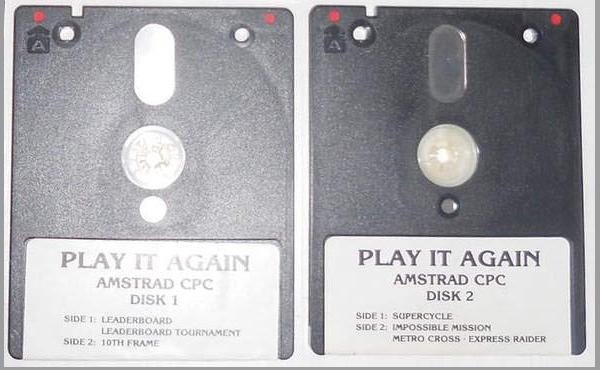 A
PLAY IT AGAIN
AMSTRAD CPC
DISK 1
SIDE 1: LEADERBOARD
LEADERBOARD TOURNAMENT
SIDE 2: 10TH FRAME
A
PLAY IT AGAIN
AMSTRAD CPC
DISK 2
SIDE 1: SUPERCYCLE
SIDE 2: IMPOSSIBLE MISSION
METRO CROSS · EXPRESS RAIDER